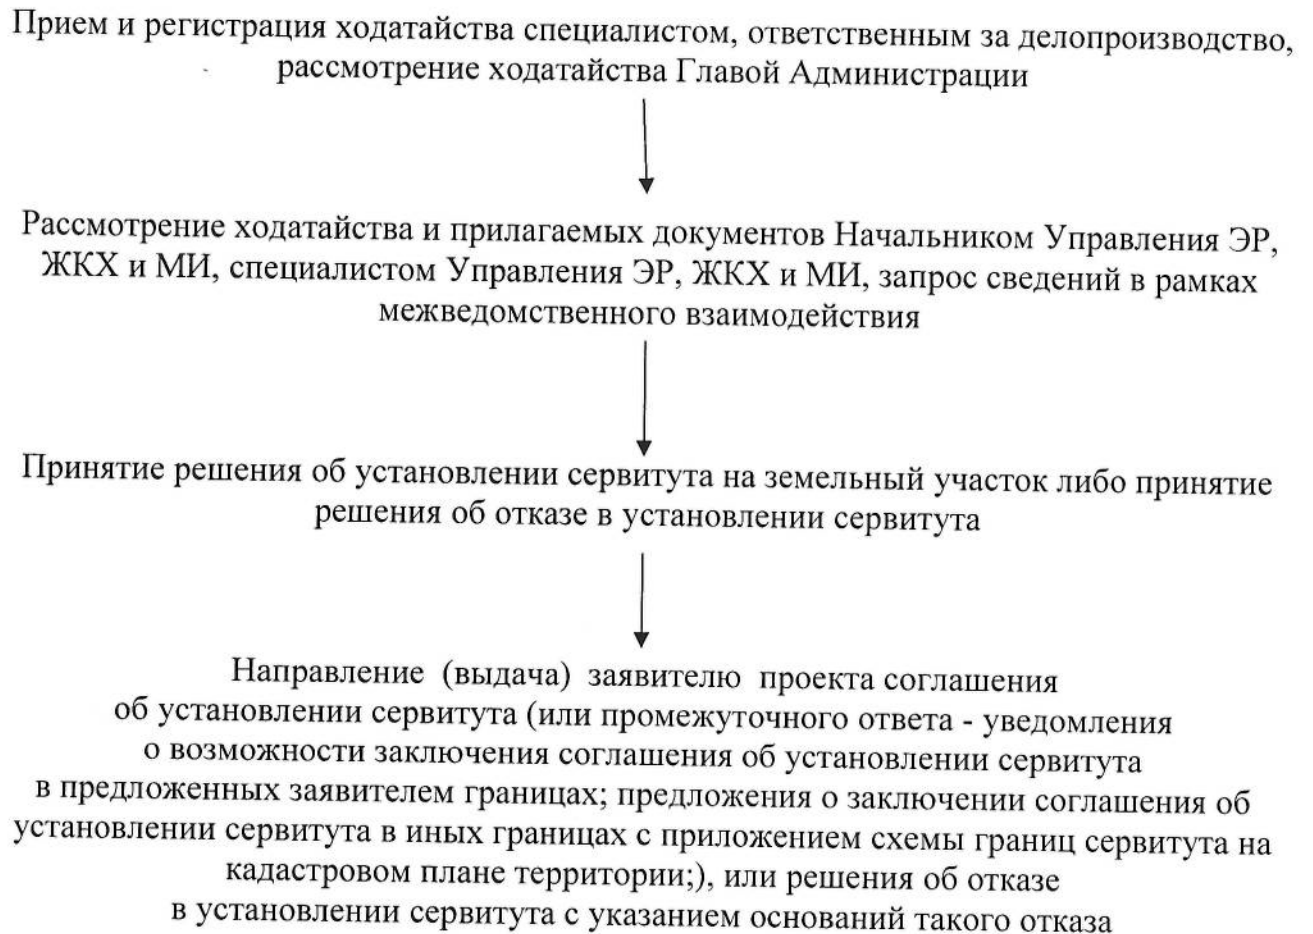 Прием и регистрация ходатайства специалистом, ответственным за делопроизводство,
рассмотрение ходатайства Главой Администрации
Рассмотрение ходатайства и прилагаемых документов Начальником Управления ЭР,
ЖКХ и МИ, специалистом Управления ЭР, ЖКХ и МИ, запрос сведений в рамках
межведомственного взаимодействия
Принятие решения об установлении сервитута на земельный участок либо принятие
решения об отказе в установлении сервитута
Направление (выдача) заявителю проекта соглашения
об установлении сервитута (или промежуточного ответа - уведомления
о возможности заключения соглашения об установлении сервитута
в предложенных заявителем границах; предложения о заключении соглашения об
установлении сервитута в иных границах с приложением схемы границ сервитута на
кадастровом плане территории;), или решения об отказе
в установлении сервитута с указанием оснований такого отказа